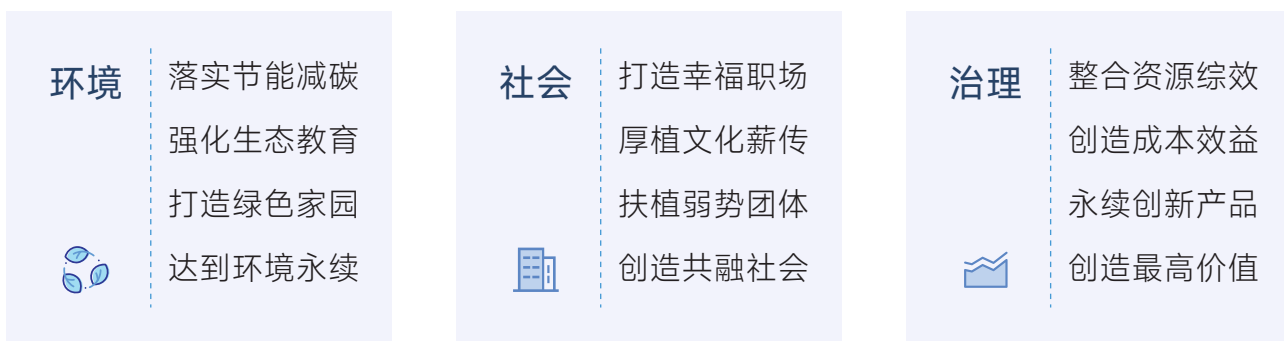 环境
落实节能减碳
强化生态教育
打造绿色家园
达到环境永续
社会
打造幸福职场
厚植文化薪传
扶植弱势团体
创造共融社会
治理
整合资源综效
创造成本效益
永续创新产品
创造最高价值